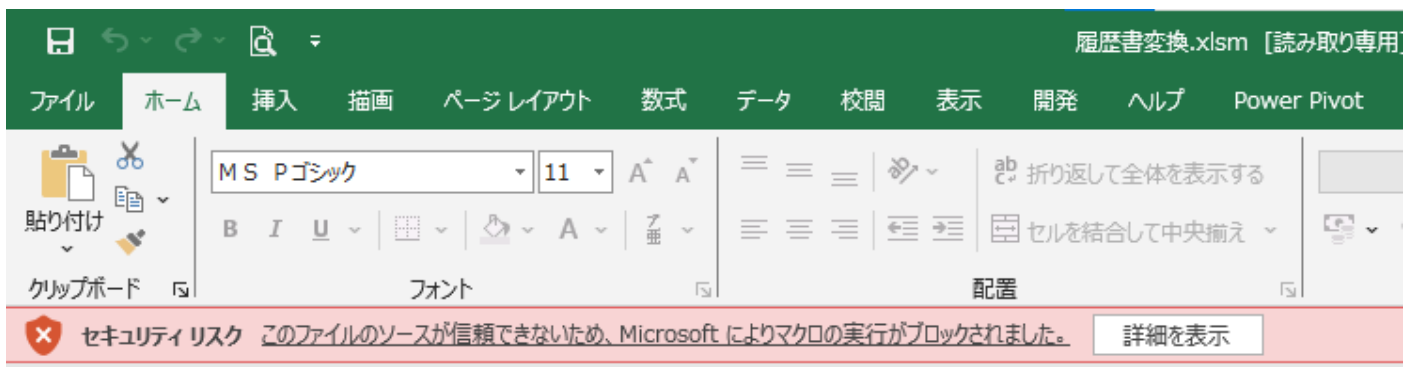 履歴書変換.xlsm [読み取り専用]
ファイル ホーム 挿入 描画 ページ レイアウト 数式 データ 校閲 表示 開発 ヘルプ Power Pivot
ＭＳ Ｐゴシック 11 A A ab 折り返して全体を表示する
貼り付け B I U A ア亜 セルを結合して中央揃え
クリップボード フォント 配置
セキュリティ リスク このファイルのソースが信頼できないため、Microsoft によりマクロの実行がブロックされました。 詳細を表示